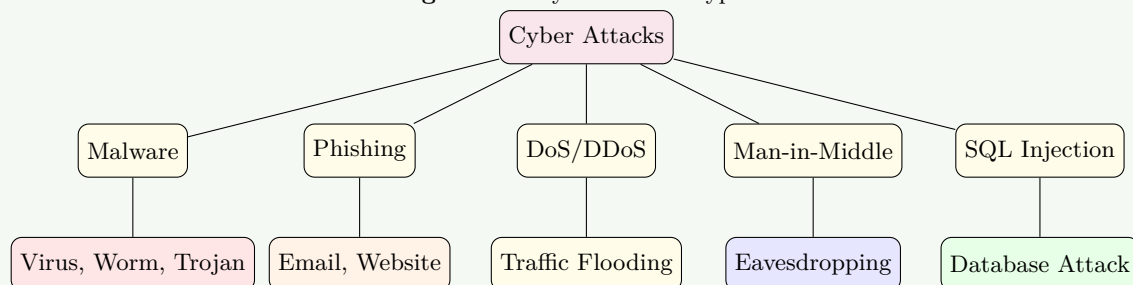 Cyber Attacks
Malware Phishing DoS/DDoS Man-in-Middle SQL Injection
Virus, Worm, Trojan Email, Website Traffic Flooding Eavesdropping Database Attack